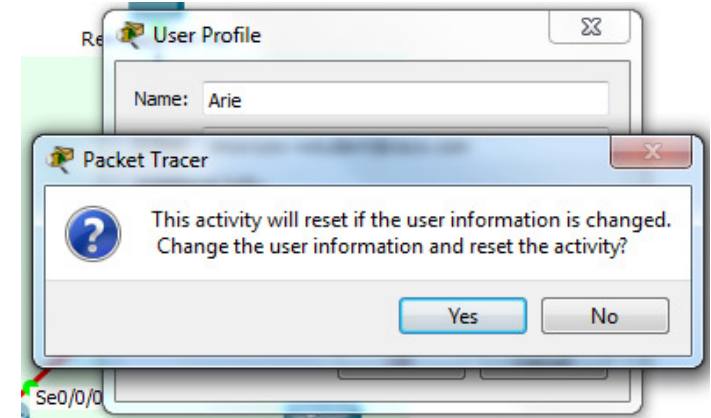 Re
User Profile
Name: Arie
Packet Tracer
This activity will reset if the user information is changed.
Change the user information and reset the activity?
Yes No
Se0/0/0